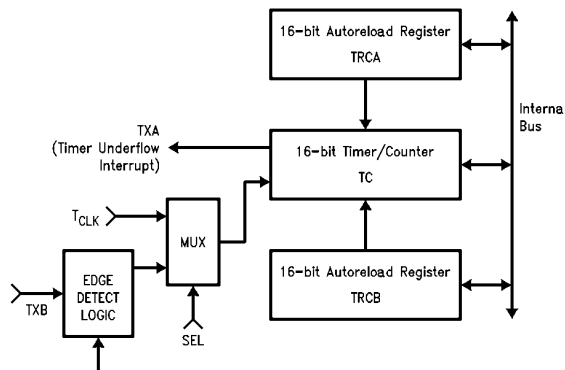 16-bit Autoreload Register
TRCA
Interna
Bus
TXA
(Timer Underflow
Interrupt)
16-bit Timer/Counter
TC
TCLK
MUX
EDGE
DETECT
LOGIC
TXB
SEL
16-bit Autoreload Register
TRCB